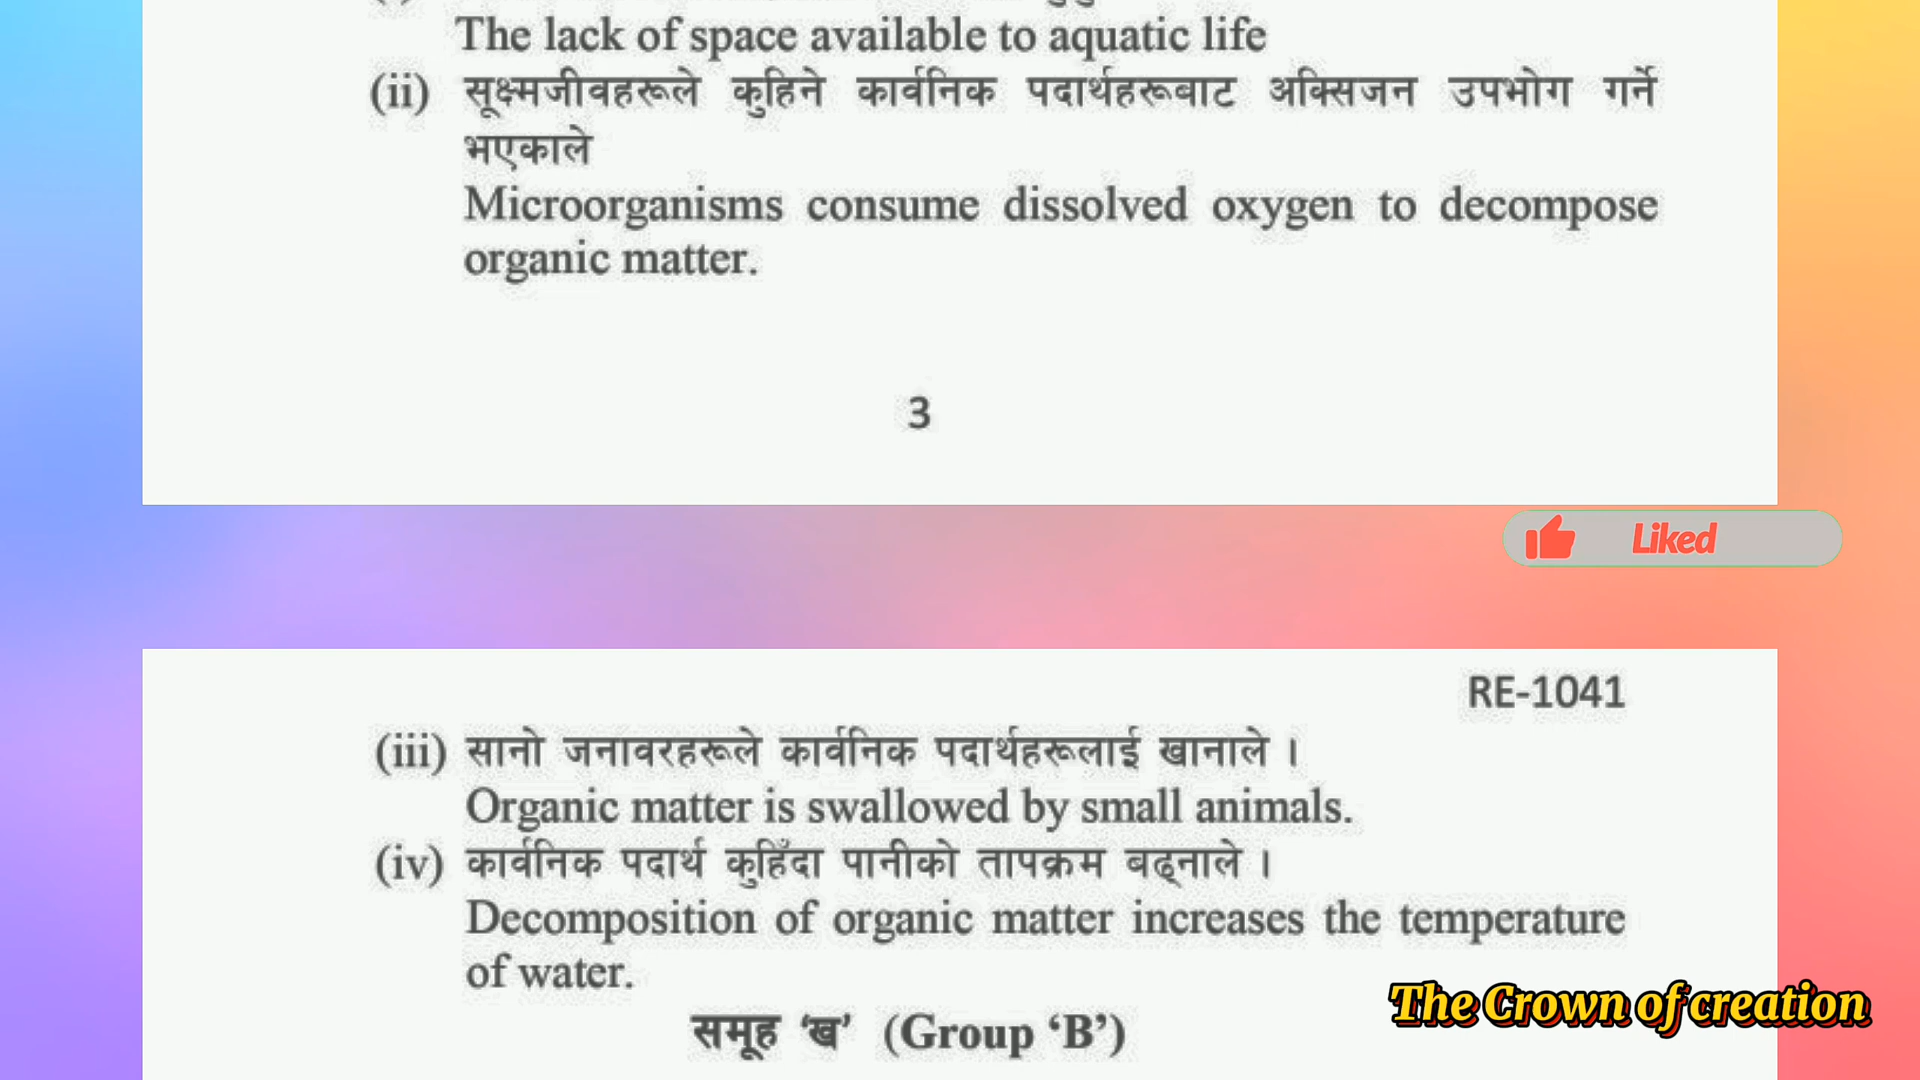 The lack of space available to aquatic life
(ii) सूक्ष्मजीवहरूले कुहिने कार्वनिक पदार्थहरूबाट अक्सिजन उपभोग गर्ने
भएकाले
Microorganisms consume dissolved oxygen to decompose
organic matter.
3
Liked
RE-1041
(iii) सानो जनावरहरूले कार्वनिक पदार्थहरूलाई खानाले ।
Organic matter is swallowed by small animals.
(iv) कार्वनिक पदार्थ कुहिँदा पानीको तापक्रम बढ्नाले ।
Decomposition of organic matter increases the temperature
of water.
The Crown of creation
समूह ‘ख’ (Group ‘B’)